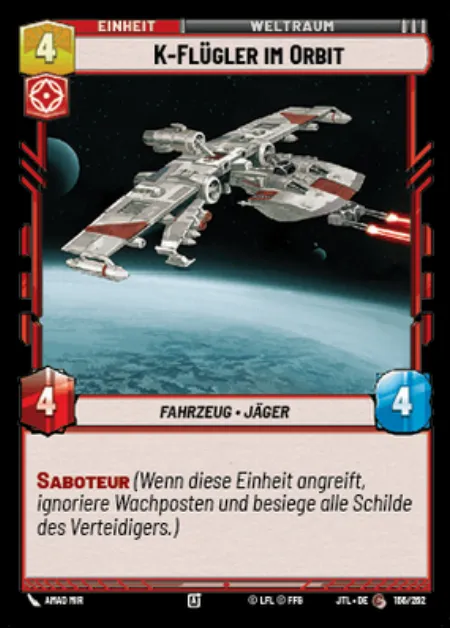 EINHEIT
WELTRAUM
4
K-FLÜGLER IM ORBIT
4
FAHRZEUG • JÄGER
4
SABOTEUR (Wenn diese Einheit angreift,
ignoriere Wachposten und besiege alle Schilde
des Verteidigers.)
AMAD MIR
A
© LFL © FFG
JTL • DE
C
166/262